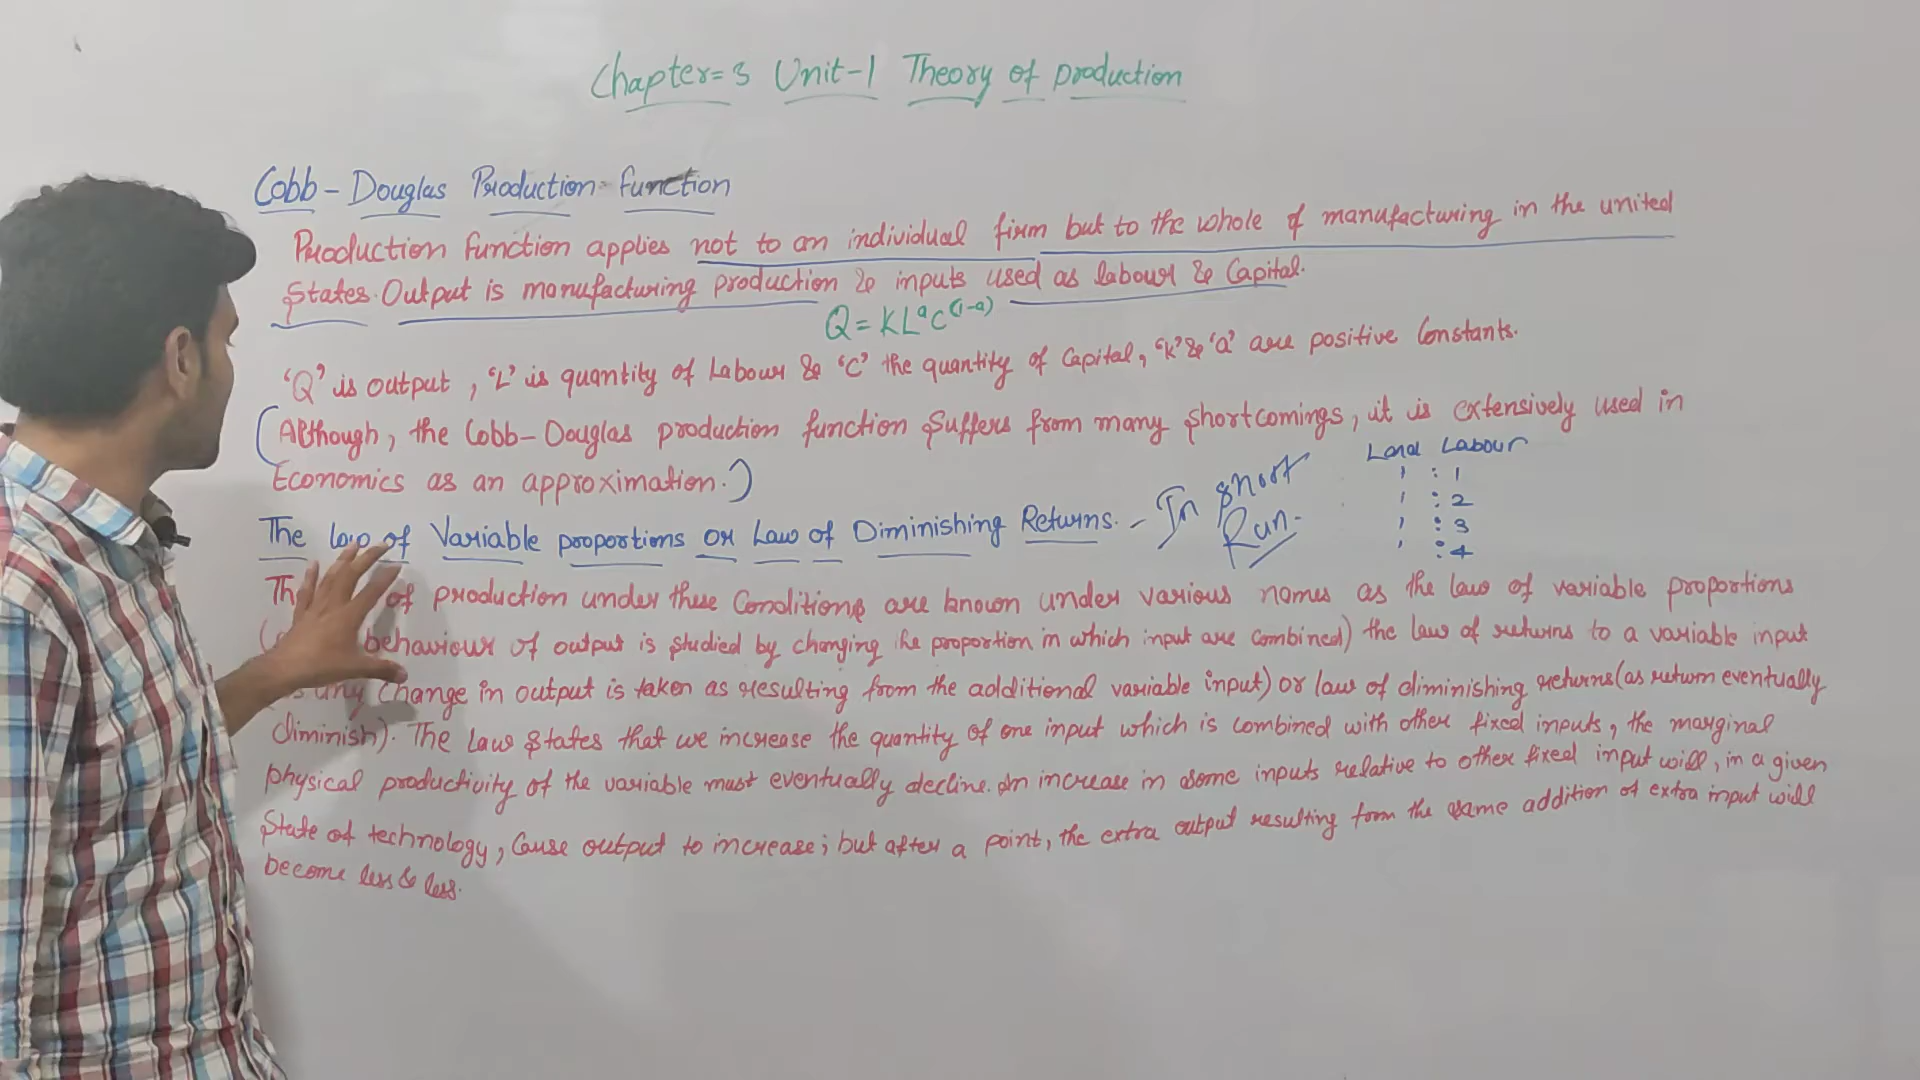 Chapter=3 Unit-1 Theory of production
Cobb-Douglas Production function
Production function applies not to an individual firm but to the whole of manufacturing in the united
States. Output is manufacturing production & inputs used as labour & Capital.
Q = KLᵃC⁽¹⁻ᵃ⁾
'Q' is output, 'L' is quantity of Labour & 'C' the quantity of Capital, 'K' & 'a' are positive Constants.
(Although, the Cobb-Douglas production function Suffers from many shortcomings, it is extensively used in
Economics as an approximation.)
Land Labour
1 : 1
1 : 2
1 : 3
1 : 4
The law of Variable proportions or Law of Diminishing Returns. - In short
Run.
of production under these Conditions are known under various names as the law of variable proportions
behaviour of output is studied by changing he proportion in which input are combined) the law of returns to a variable input
any change in output is taken as resulting from the additional variable input) or law of diminishing returns (as return eventually
diminish). The Law States that we increase the quantity of one input which is combined with other fixed inputs, the marginal
physical productivity of the variable must eventually decline. An increase in some inputs relative to other fixed input will, in a given
State of technology, Cause output to increase; but after a point, the extra output resulting from the same addition of extra input will
become less & less.